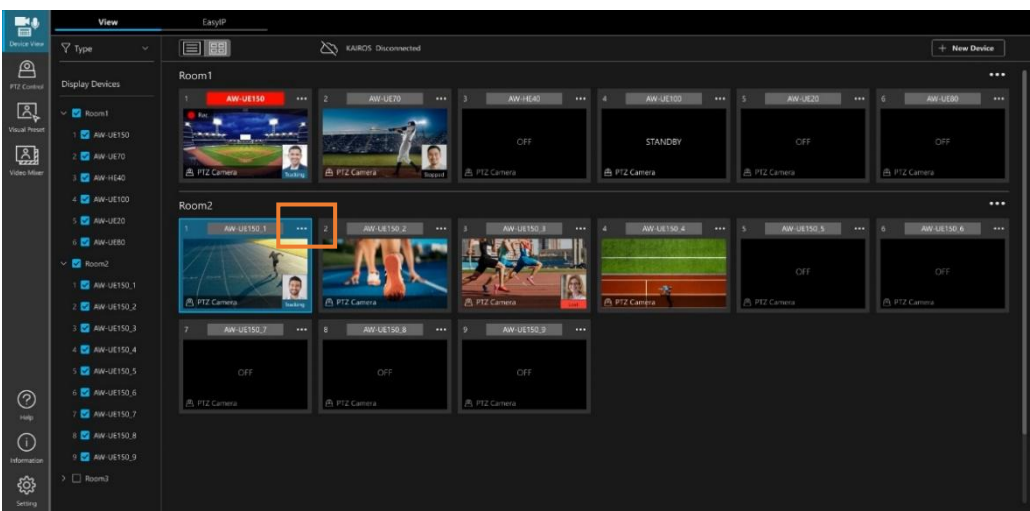 View
EasyIP
Device View
PTZ Control
Visual Preset
Video Mixer
Help
Information
Setting
Type
Display Devices
Room1
1 AW-UE150
2 AW-UE70
3 AW-HE40
4 AW-UE100
5 AW-UE20
6 AW-UE80
Room2
1 AW-UE150_1
2 AW-UE150_2
3 AW-UE150_3
4 AW-UE150_4
5 AW-UE150_5
6 AW-UE150_6
7 AW-UE150_7
8 AW-UE150_8
9 AW-UE150_9
Room3
KAIROS Disconnected
+ New Device
Room1
1 AW-UE150
Rec
PTZ Camera
Tracking
2 AW-UE70
PTZ Camera
Stopped
3 AW-HE40
OFF
PTZ Camera
4 AW-UE100
STANDBY
PTZ Camera
5 AW-UE20
OFF
PTZ Camera
6 AW-UE80
OFF
PTZ Camera
Room2
1 AW-UE150_1
PTZ Camera
Tracking
2 AW-UE150_2
PTZ Camera
3 AW-UE150_3
PTZ Camera
Lost
4 AW-UE150_4
PTZ Camera
5 AW-UE150_5
OFF
PTZ Camera
6 AW-UE150_6
OFF
PTZ Camera
7 AW-UE150_7
OFF
PTZ Camera
8 AW-UE150_8
OFF
PTZ Camera
9 AW-UE150_9
OFF
PTZ Camera